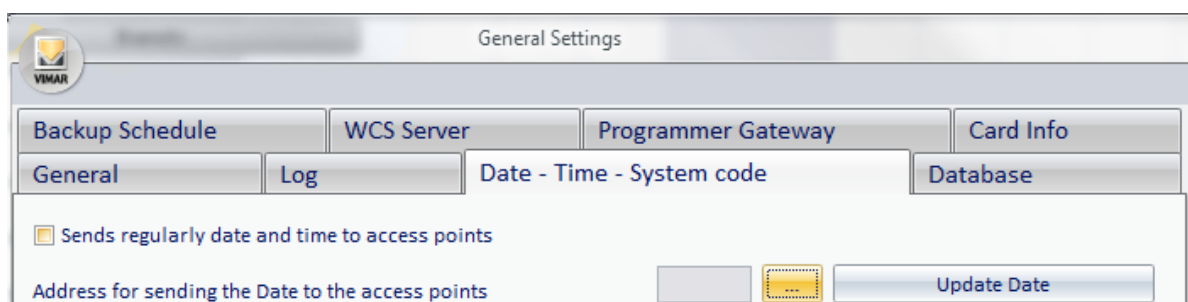 General Settings
VIMAR
Backup Schedule WCS Server Programmer Gateway Card Info
General Log Date - Time - System code Database
Sends regularly date and time to access points
Address for sending the Date to the access points ... Update Date